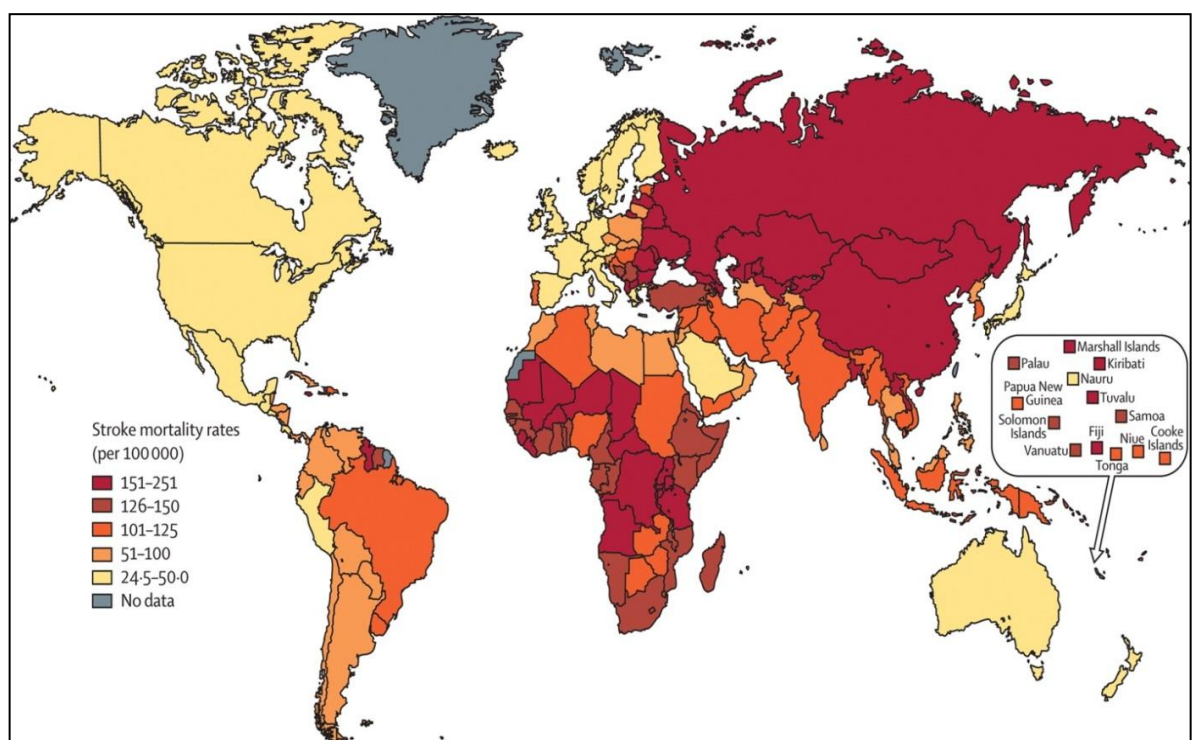 Stroke mortality rates
(per 100 000)
151–251
126–150
101–125
51–100
24·5–50·0
No data
Marshall Islands
Palau
Kiribati
Nauru
Papua New
Guinea
Tuvalu
Samoa
Solomon
Islands
Fiji
Niue
Cooke
Islands
Vanuatu
Tonga